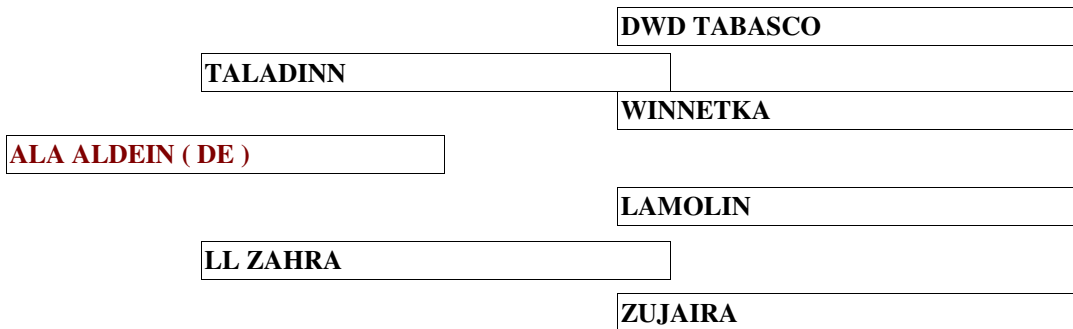 DWD TABASCO
TALADINN
WINNETKA
ALA ALDEIN ( DE )
LAMOLIN
LL ZAHRA
ZUJAIRA